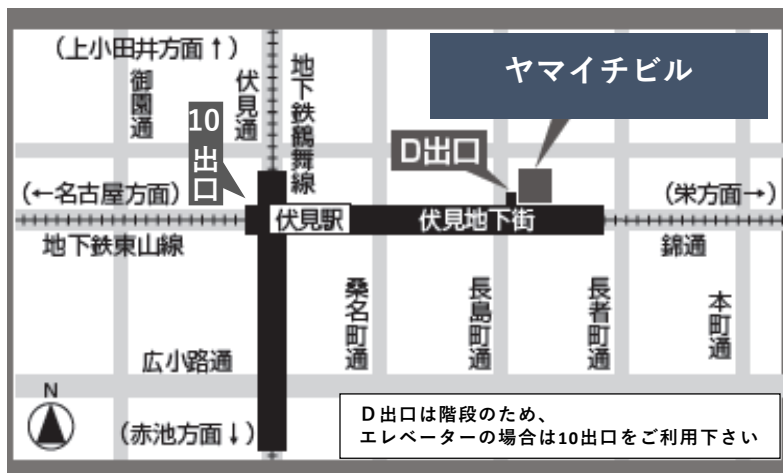 （上小田井方面↑）
ヤマイチビル
御園通
伏見通
地下鉄鶴舞線
10出口
D出口
（←名古屋方面）
（栄方面→）
伏見駅
伏見地下街
地下鉄東山線
錦通
桑名町通
長島町通
長者町通
本町通
広小路通
N
（赤池方面↓）
D出口は階段のため、
エレベーターの場合は10出口をご利用下さい